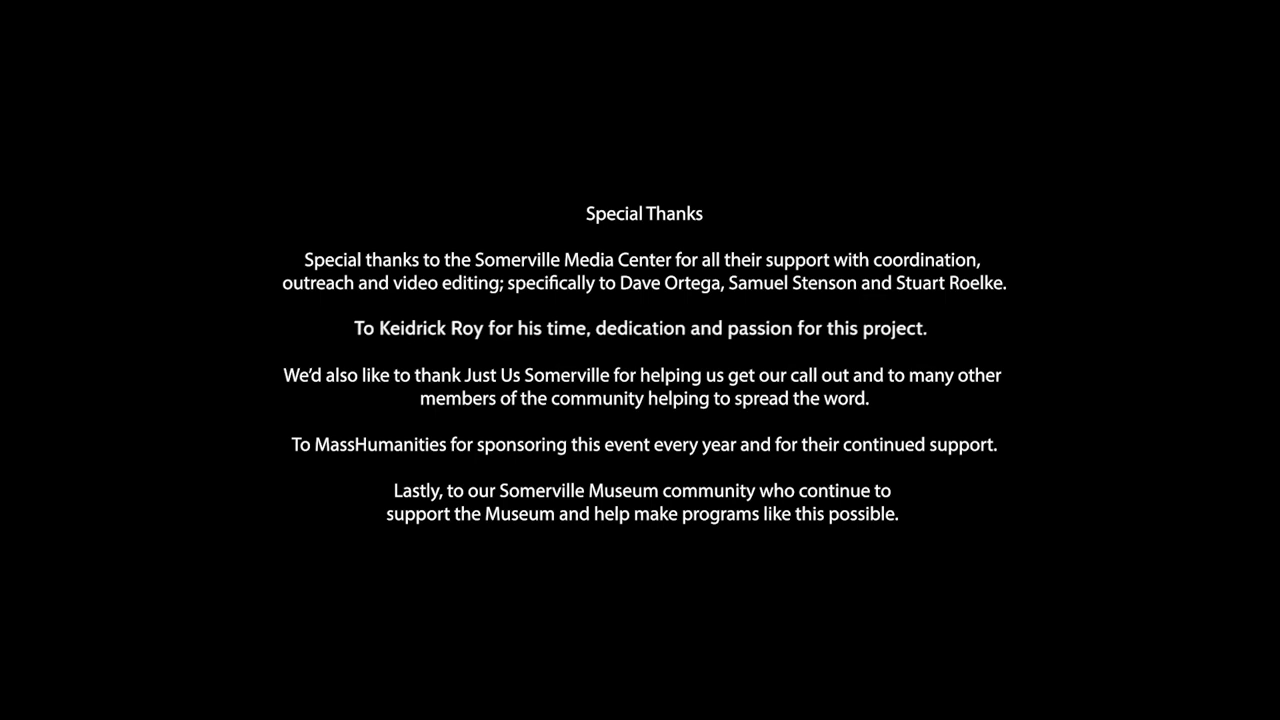 Special Thanks
Special thanks to the Somerville Media Center for all their support with coordination,
outreach and video editing; specifically to Dave Ortega, Samuel Stenson and Stuart Roelke.
To Keidrick Roy for his time, dedication and passion for this project.
We’d also like to thank Just Us Somerville for helping us get our call out and to many other
members of the community helping to spread the word.
To MassHumanities for sponsoring this event every year and for their continued support.
Lastly, to our Somerville Museum community who continue to
support the Museum and help make programs like this possible.